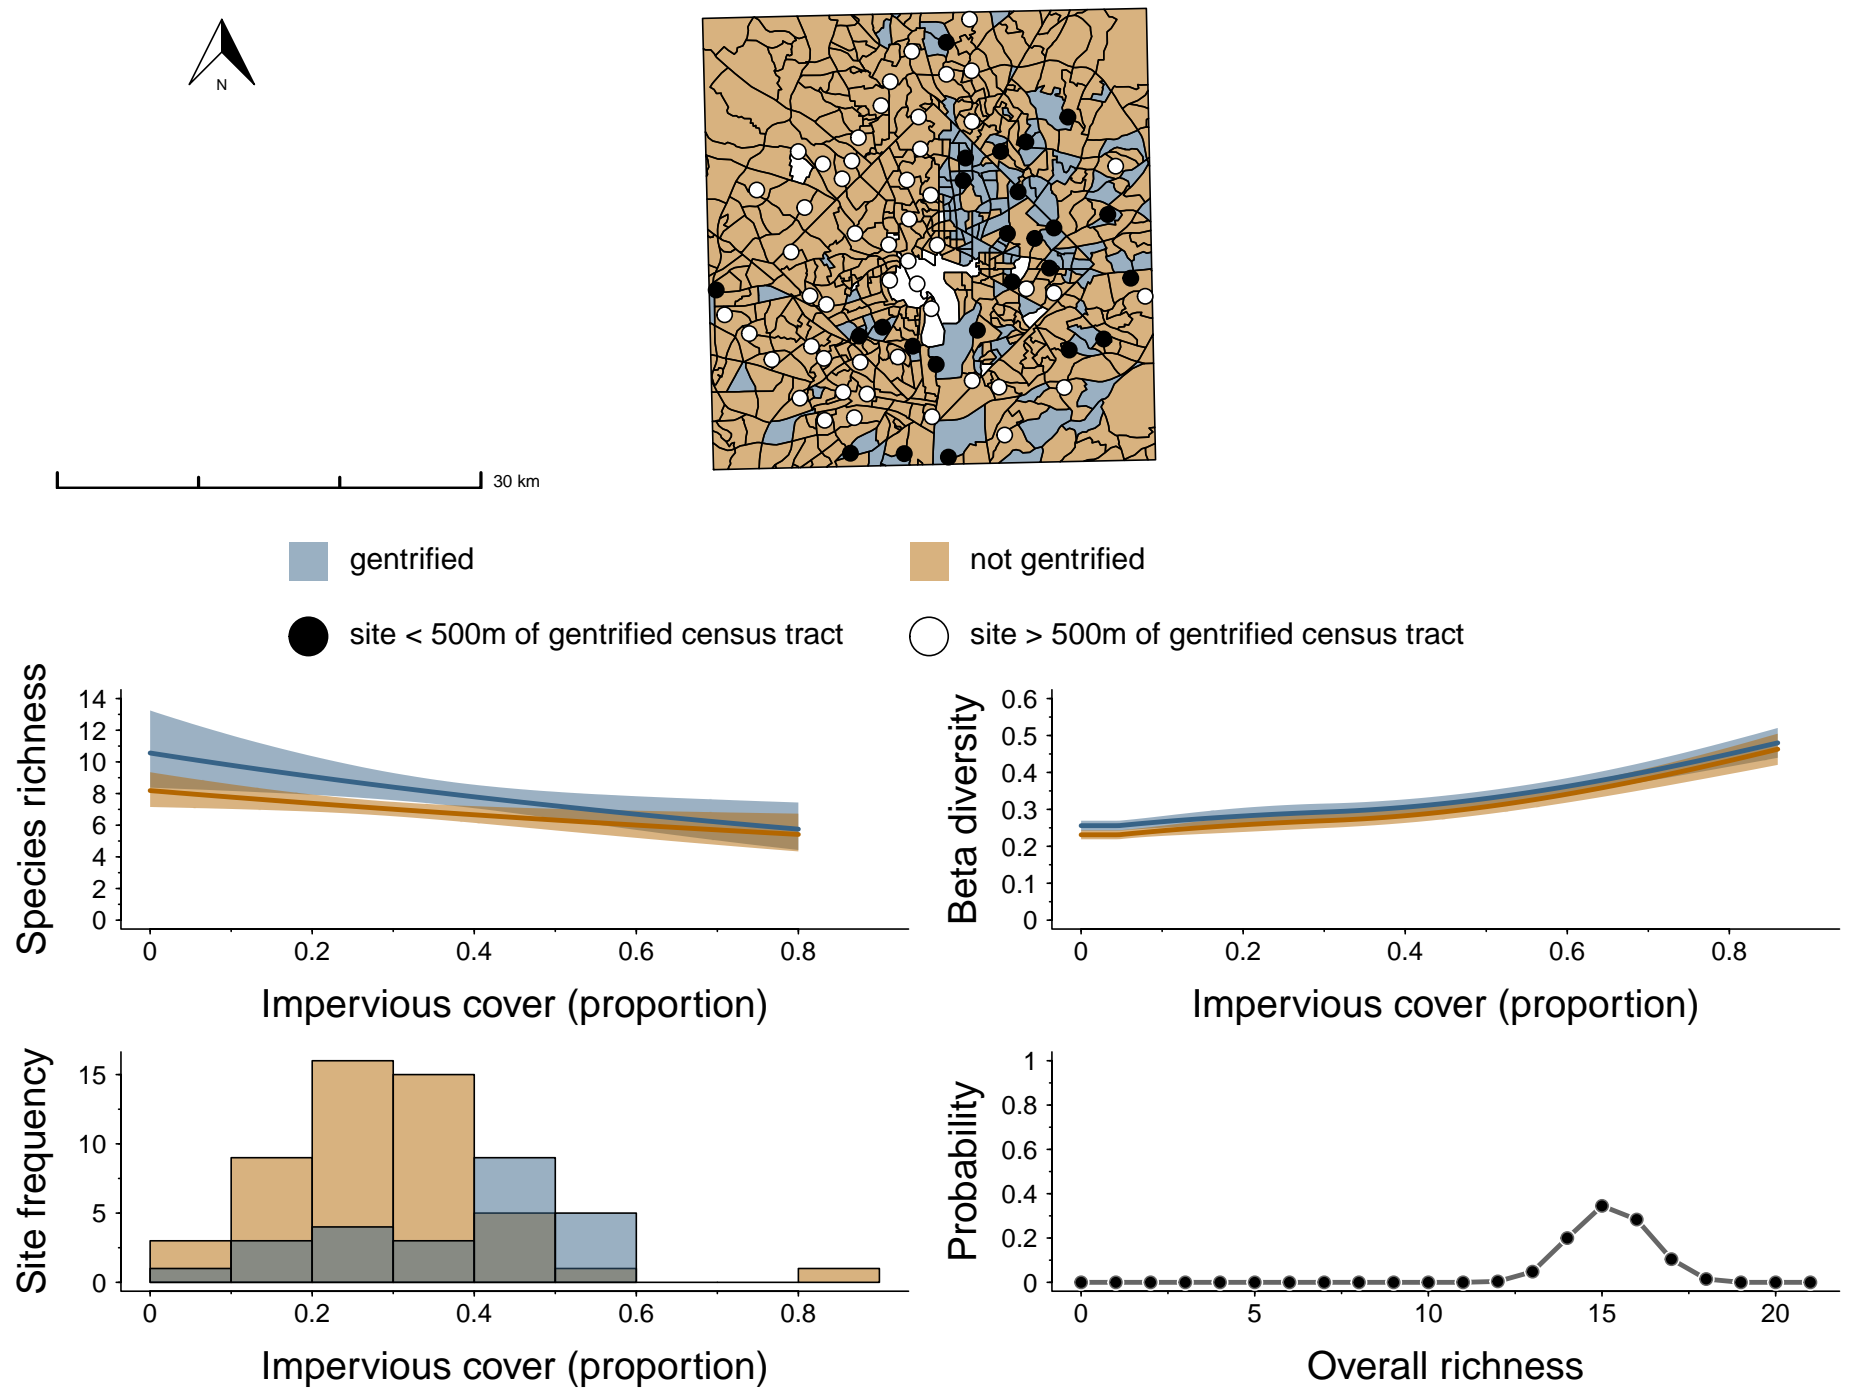 N
30 km
gentrified
not gentrified
site < 500m of gentrified census tract
site > 500m of gentrified census tract
Species richness
14
12
10
8
6
4
2
0
0 0.2 0.4 0.6 0.8
Impervious cover (proportion)
Beta diversity
0.6
0.5
0.4
0.3
0.2
0.1
0
0 0.2 0.4 0.6 0.8
Impervious cover (proportion)
Site frequency
15
10
5
0
0 0.2 0.4 0.6 0.8
Impervious cover (proportion)
Probability
1
0.8
0.6
0.4
0.2
0
0 5 10 15 20
Overall richness